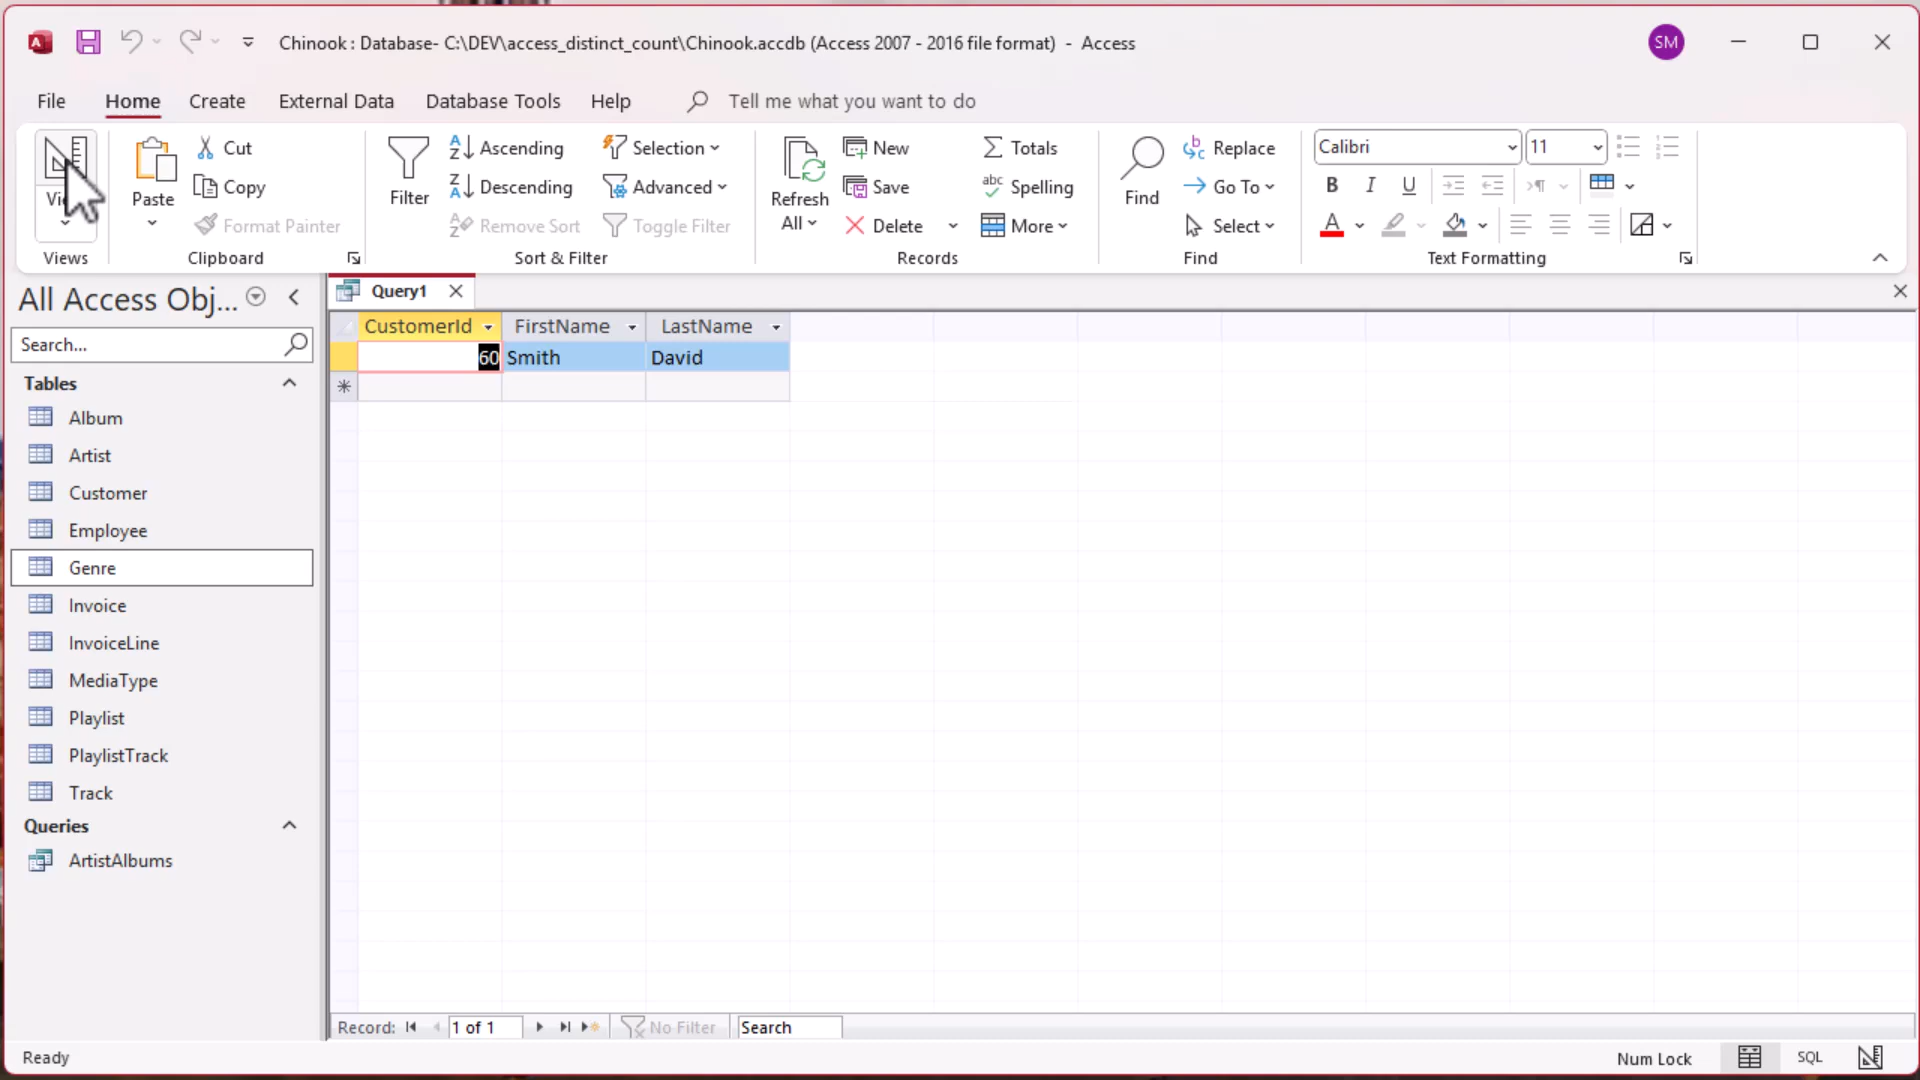 Chinook : Database- C:\DEV\access_distinct_count\Chinook.accdb (Access 2007 - 2016 file format) - Access
SM
File Home Create External Data Database Tools Help Tell me what you want to do
Paste
Cut
Copy
Format Painter
Filter
Ascending
Descending
Remove Sort
Selection
Advanced
Toggle Filter
Refresh All
New
Save
Delete
Totals
Spelling
More
Find
Replace
Go To
Select
Calibri 11
B I U
Views Clipboard Sort & Filter Records Find Text Formatting
All Access Obj...
Search...
Tables
Album
Artist
Customer
Employee
Genre
Invoice
InvoiceLine
MediaType
Playlist
PlaylistTrack
Track
Queries
ArtistAlbums
Query1
CustomerId FirstName LastName
60 Smith David
Record: 1 of 1 No Filter Search
Ready
Num Lock SQL